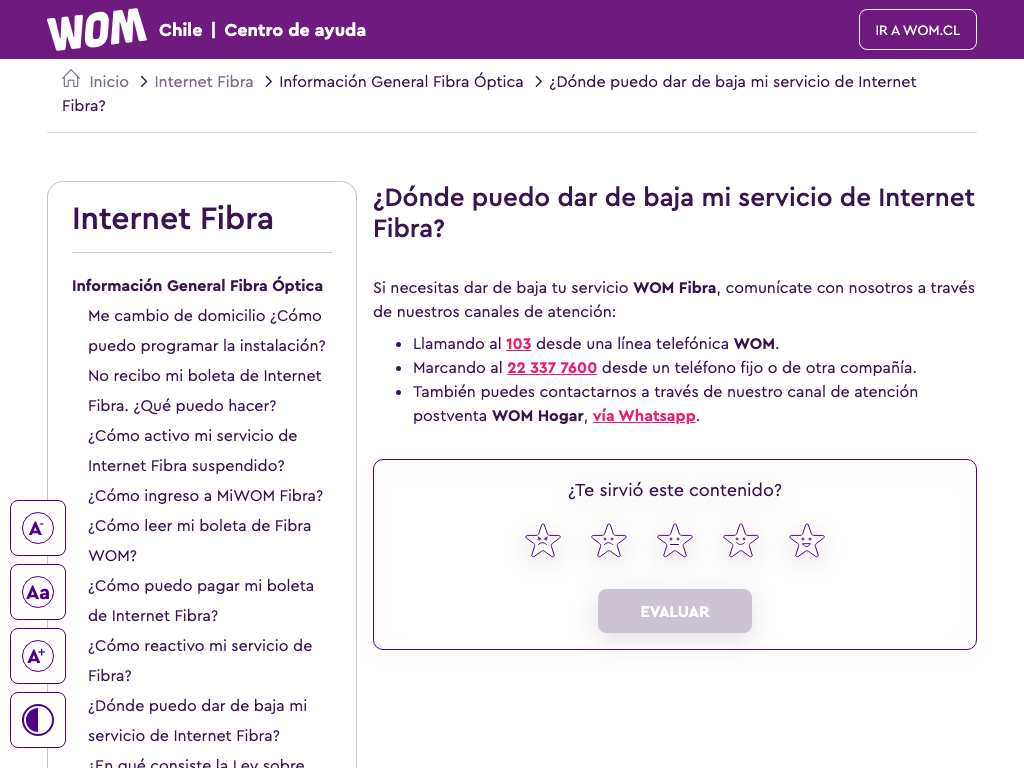 WOM Chile | Centro de ayuda
IR A WOM.CL
Inicio > Internet Fibra > Información General Fibra Óptica > ¿Dónde puedo dar de baja mi servicio de Internet
Fibra?
Internet Fibra
Información General Fibra Óptica
Me cambio de domicilio ¿Cómo
puedo programar la instalación?
No recibo mi boleta de Internet
Fibra. ¿Qué puedo hacer?
¿Cómo activo mi servicio de
Internet Fibra suspendido?
¿Cómo ingreso a MiWOM Fibra?
¿Cómo leer mi boleta de Fibra
WOM?
¿Cómo puedo pagar mi boleta
de Internet Fibra?
¿Cómo reactivo mi servicio de
Fibra?
¿Dónde puedo dar de baja mi
servicio de Internet Fibra?
¿En qué consiste la Ley sobre
A-
Aa
A+
¿Dónde puedo dar de baja mi servicio de Internet
Fibra?
Si necesitas dar de baja tu servicio WOM Fibra, comunícate con nosotros a través
de nuestros canales de atención:
• Llamando al 103 desde una línea telefónica WOM.
• Marcando al 22 337 7600 desde un teléfono fijo o de otra compañía.
• También puedes contactarnos a través de nuestro canal de atención
postventa WOM Hogar, vía Whatsapp.
¿Te sirvió este contenido?
EVALUAR